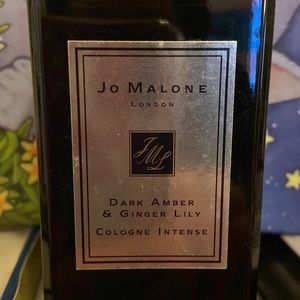 Jo Malone
London
JML
Dark Amber
& Ginger Lily
Cologne Intense